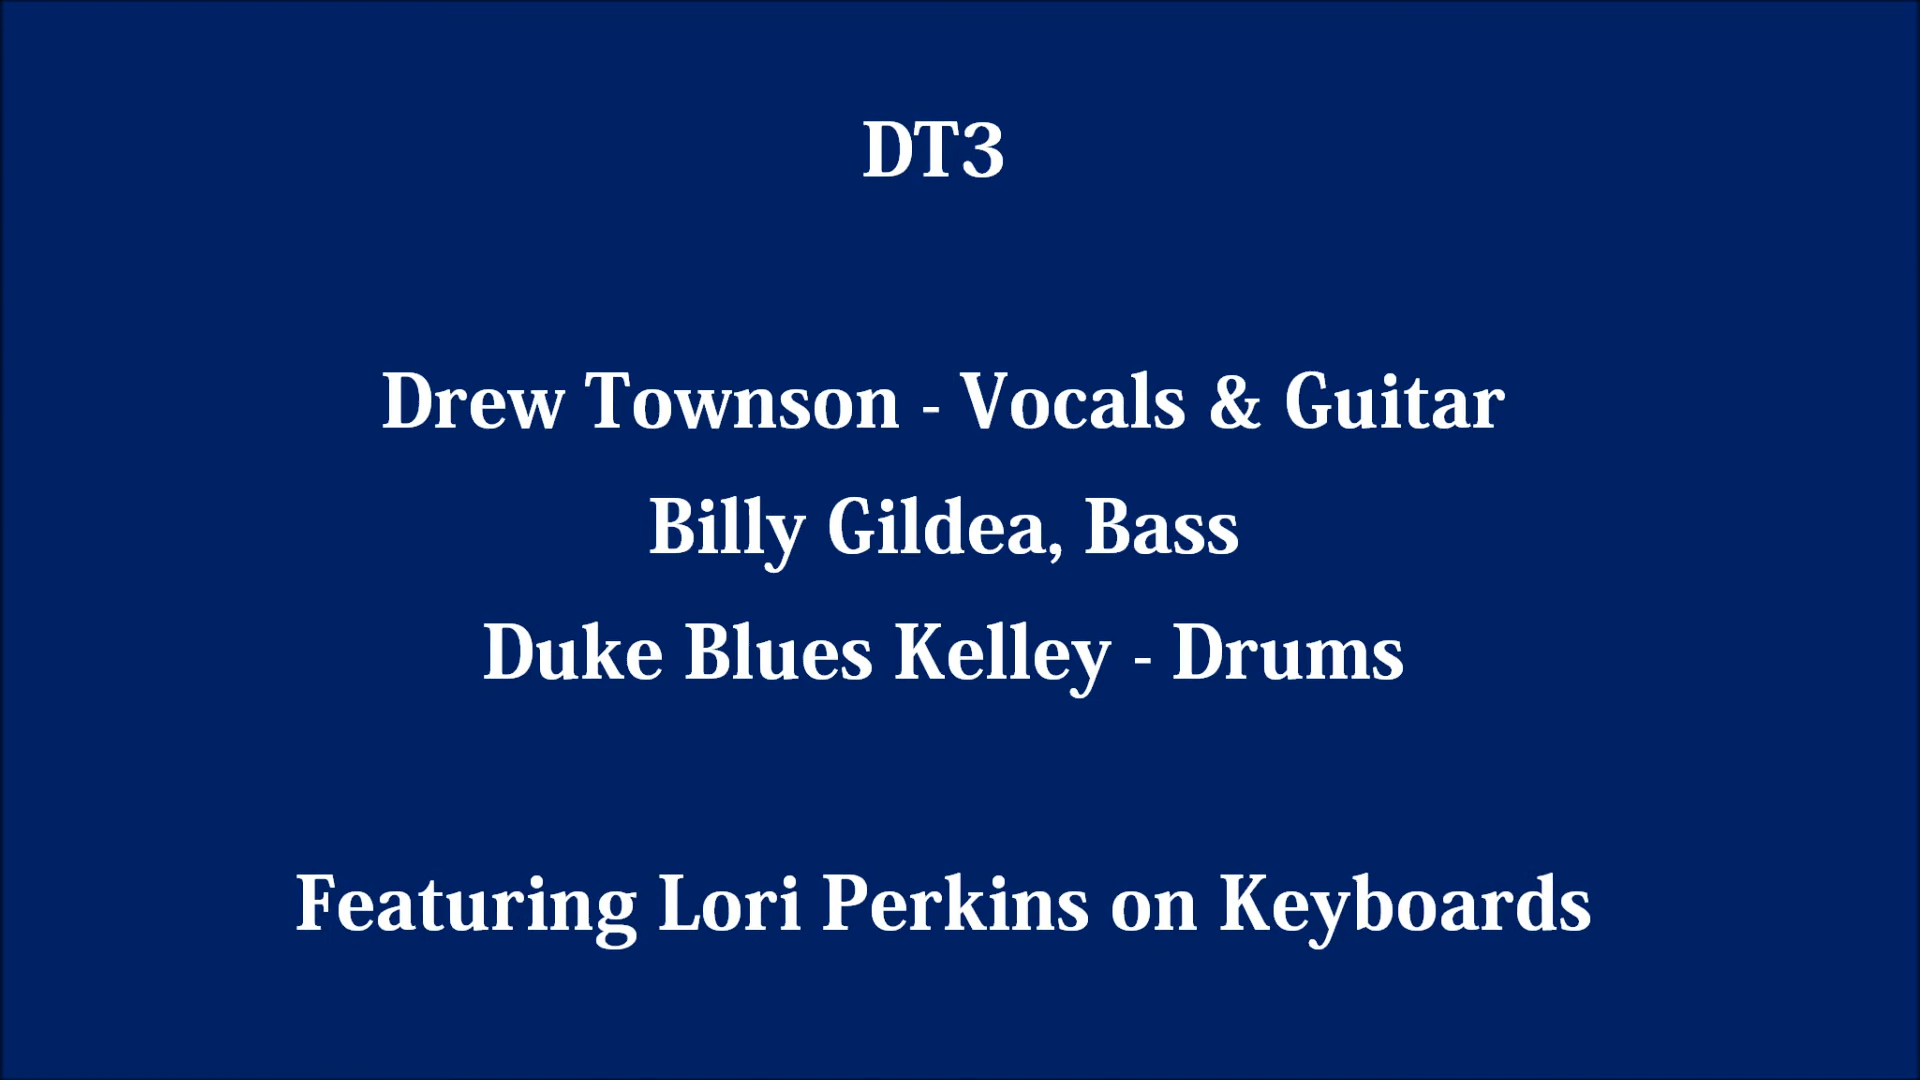 DT3
Drew Townson - Vocals & Guitar
Billy Gildea, Bass
Duke Blues Kelley - Drums
Featuring Lori Perkins on Keyboards